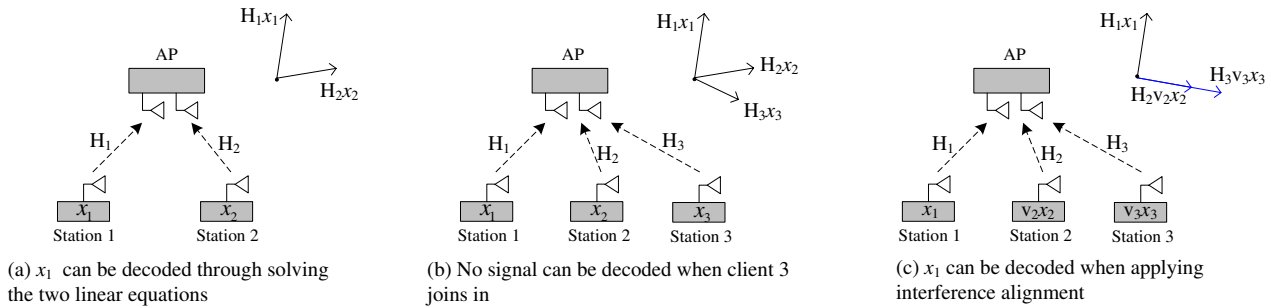 H₁x₁
AP
H₂x₂
H₁
H₂
x₁
x₂
Station 1
Station 2
(a) x₁ can be decoded through solving
the two linear equations
H₁x₁
AP
H₂x₂
H₃x₃
H₁
H₂
H₃
x₁
x₂
x₃
Station 1
Station 2
Station 3
(b) No signal can be decoded when client 3
joins in
H₁x₁
AP
H₃v₃x₃
H₂v₂x₂
H₁
H₂
H₃
x₁
v₂x₂
v₃x₃
Station 1
Station 2
Station 3
(c) x₁ can be decoded when applying
interference alignment